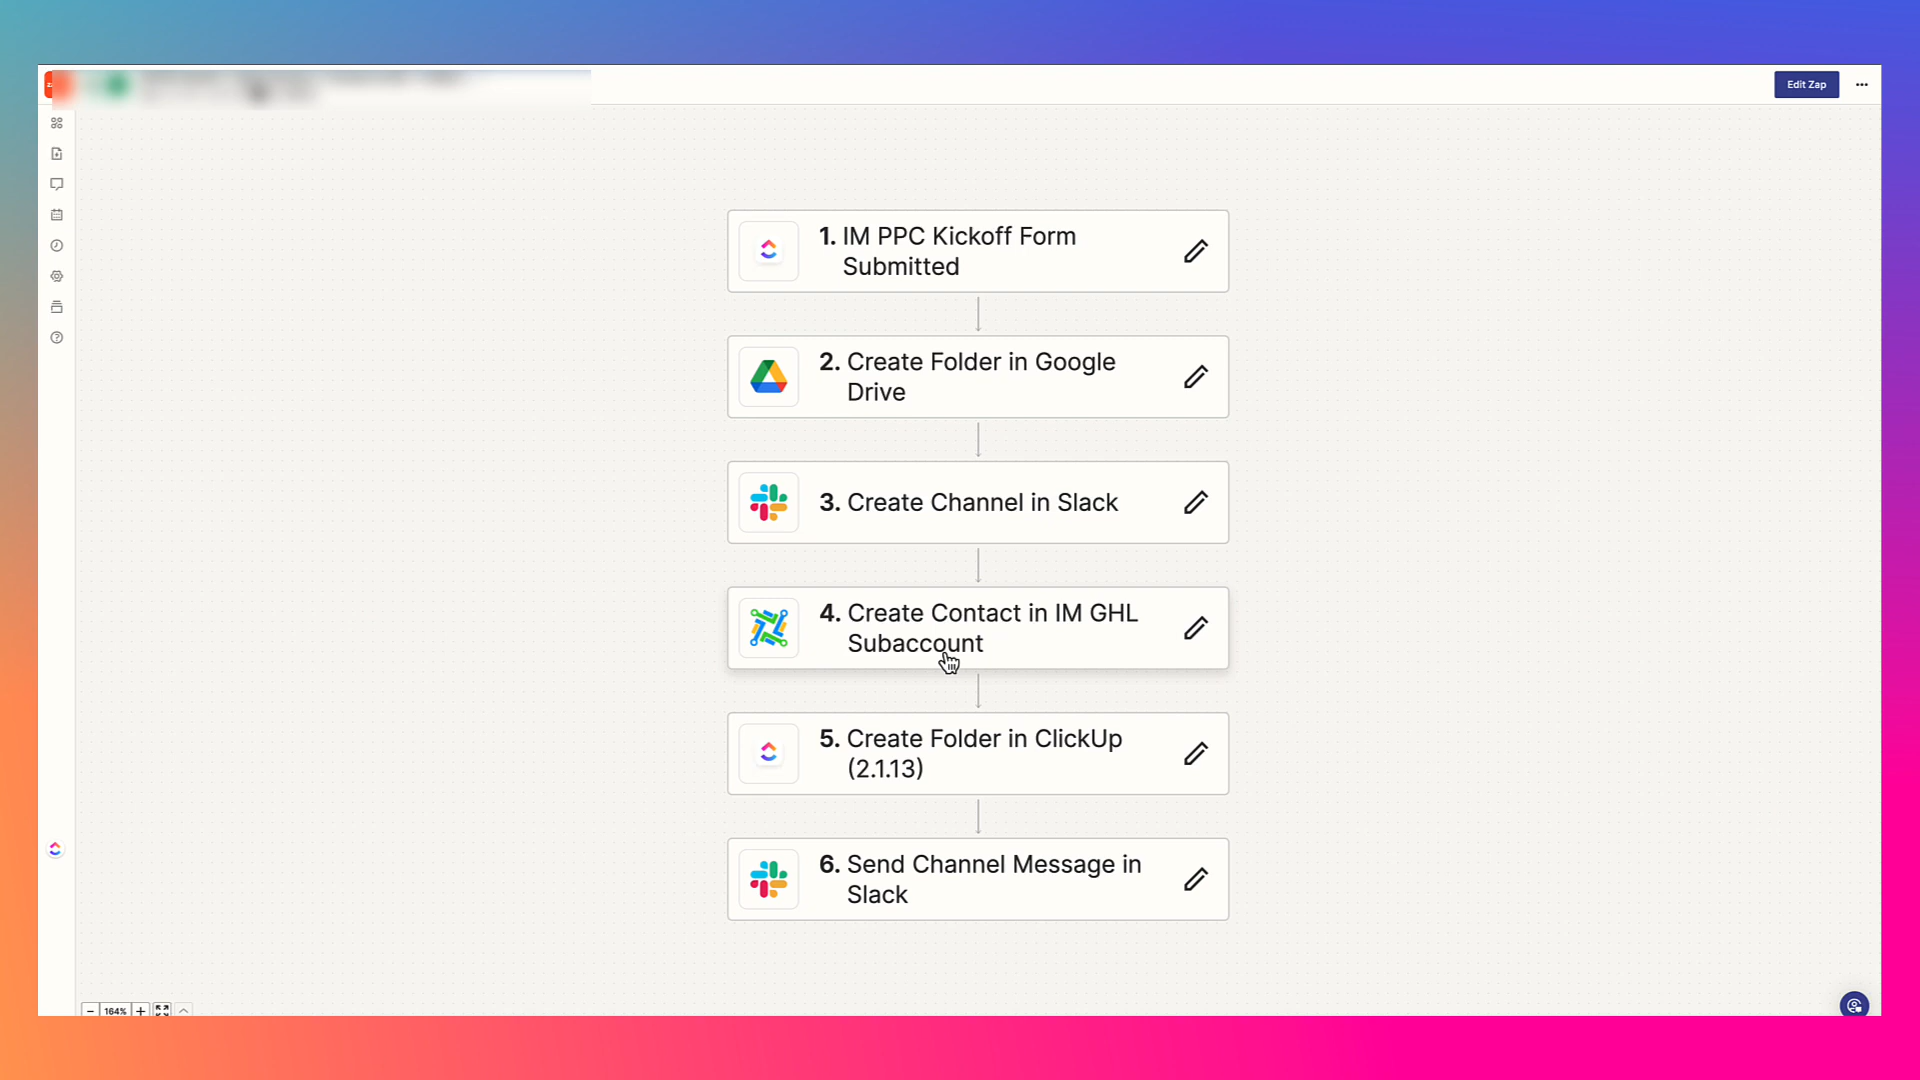 Edit Zap
1. IM PPC Kickoff Form
Submitted
2. Create Folder in Google
Drive
3. Create Channel in Slack
4. Create Contact in IM GHL
Subaccount
5. Create Folder in ClickUp
(2.1.13)
6. Send Channel Message in
Slack
164%